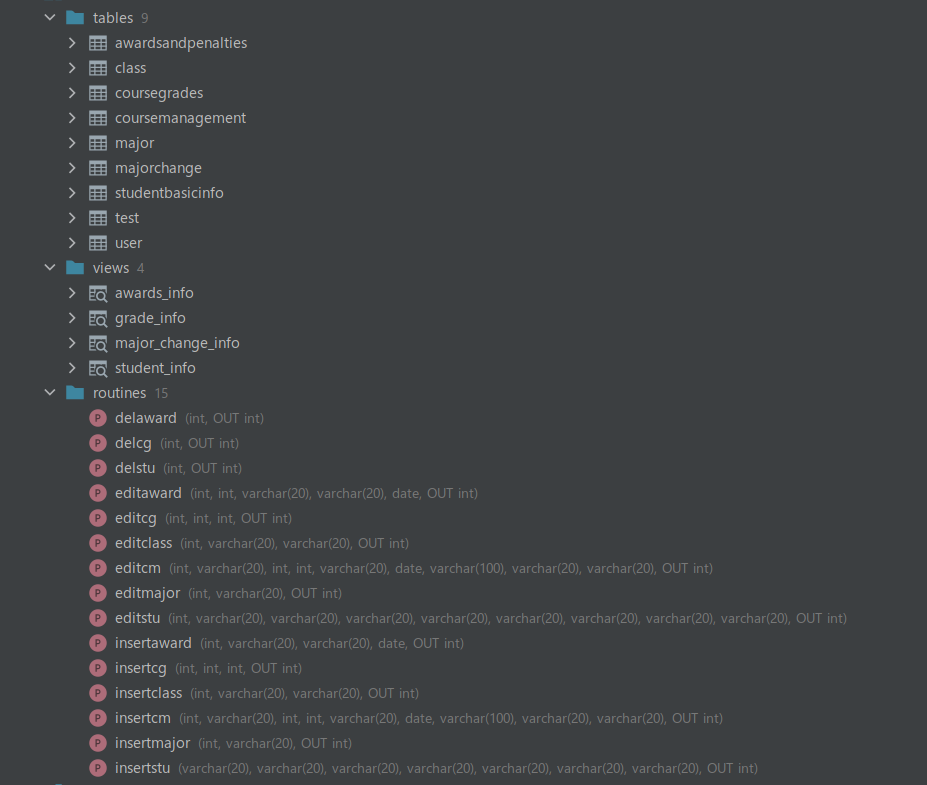 tables 9
awardsandpenalties
class
coursegrades
coursemanagement
major
majorchange
studentbasicinfo
test
user
views 4
awards_info
grade_info
major_change_info
student_info
routines 15
P delaward (int, OUT int)
P delcg (int, OUT int)
P delstu (int, OUT int)
P editaward (int, int, varchar(20), varchar(20), date, OUT int)
P editcg (int, int, int, OUT int)
P editclass (int, varchar(20), varchar(20), OUT int)
P editcm (int, varchar(20), int, int, varchar(20), date, varchar(100), varchar(20), varchar(20), OUT int)
P editmajor (int, varchar(20), OUT int)
P editstu (int, varchar(20), varchar(20), varchar(20), varchar(20), varchar(20), varchar(20), varchar(20), varchar(20), OUT int)
P insertaward (int, varchar(20), varchar(20), date, OUT int)
P insertcg (int, int, int, OUT int)
P insertclass (int, varchar(20), varchar(20), OUT int)
P insertcm (int, varchar(20), int, int, varchar(20), date, varchar(100), varchar(20), varchar(20), OUT int)
P insertmajor (int, varchar(20), OUT int)
P insertstu (varchar(20), varchar(20), varchar(20), varchar(20), varchar(20), varchar(20), varchar(20), OUT int)